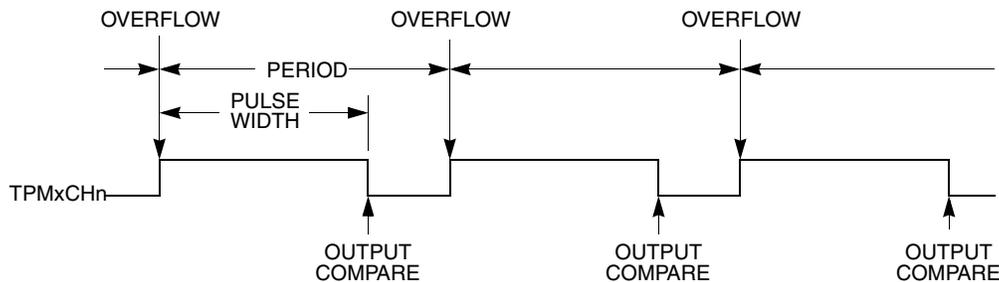 OVERFLOW OVERFLOW OVERFLOW
PERIOD
PULSE
WIDTH
TPMxCHn
OUTPUT
COMPARE
OUTPUT
COMPARE
OUTPUT
COMPARE